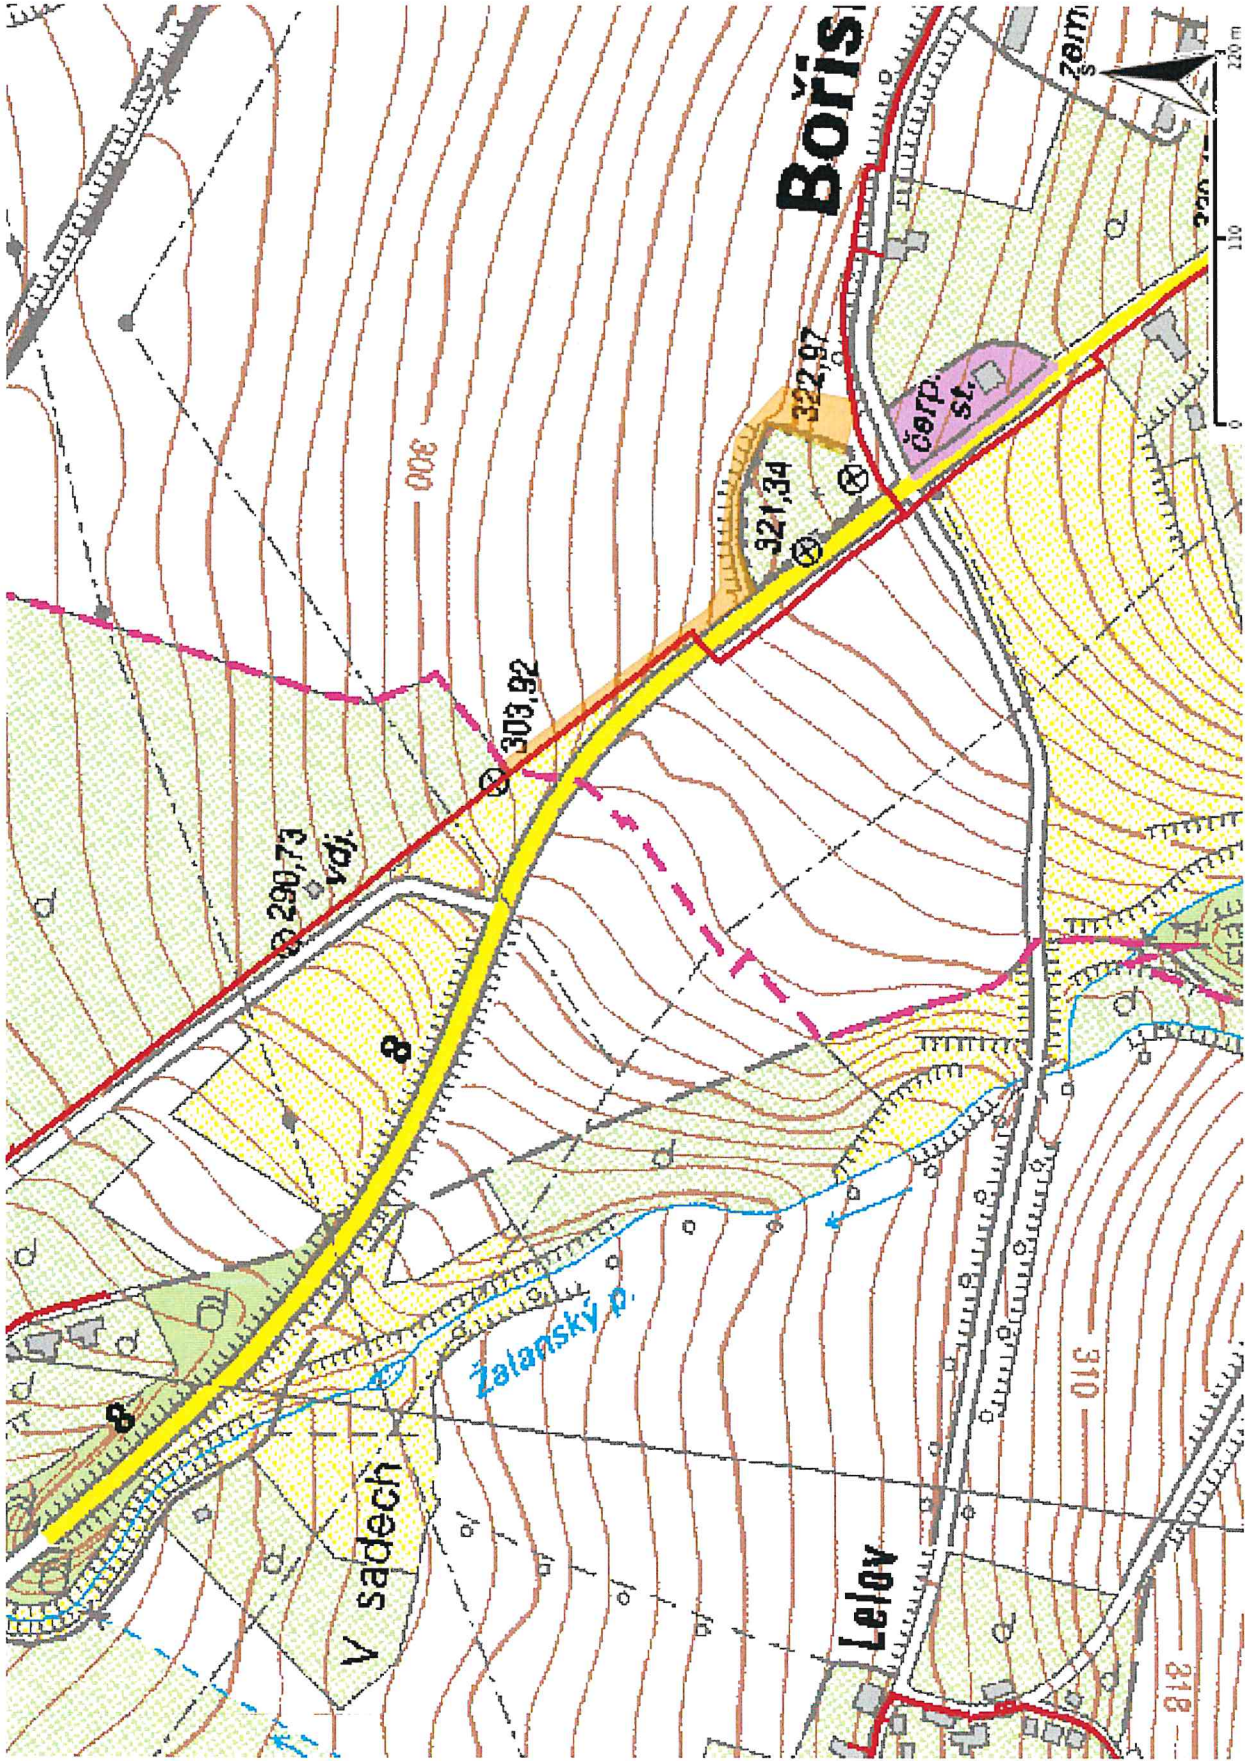 Bořis
zem
S
220 m
110
0
322,97
321,34
čerp.
st.
300
303,92
290,73
vdj.
8
8
Žalanský p.
V
sadech
310
Lelov
318